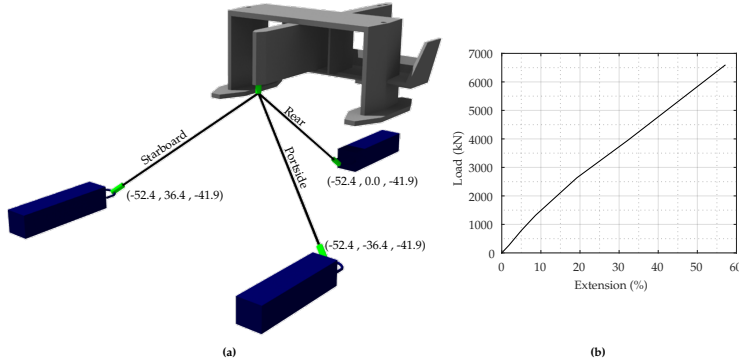 Starboard
Rear
Portside
(-52.4 , 36.4, -41.9)
(-52.4 , 0.0, -41.9)
(-52.4 , -36.4, -41.9)
(a)
7000
6000
5000
4000
3000
2000
1000
0
Load (kN)
0 10 20 30 40 50 60
Extension (%)
(b)